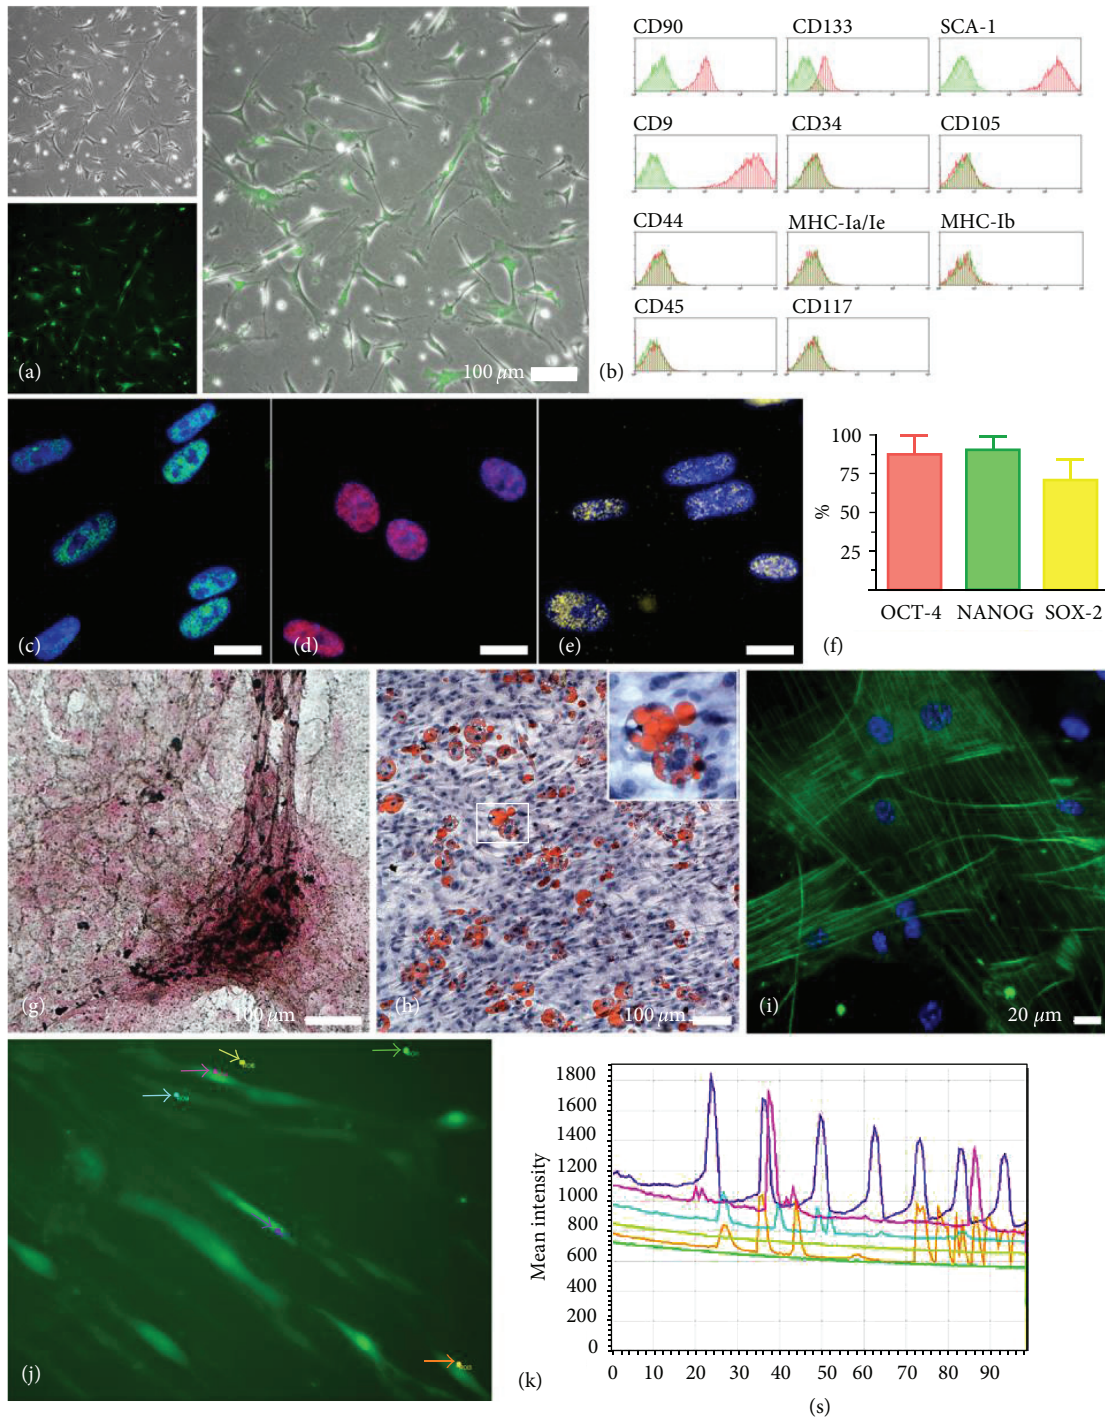 (a)
100 μm
(b)
CD90 CD133 SCA-1
CD9 CD34 CD105
CD44 MHC-Ia/Ie MHC-Ib
CD45 CD117
(c)
(d)
(e)
100
75
50
25
%
OCT-4 NANOG SOX-2
(f)
(g)
100 μm
(h)
100 μm
(i)
20 μm
(j)
(k)
1800
1600
1400
1200
1000
800
600
400
200
0
Mean intensity
0 10 20 30 40 50 60 70 80 90
(s)